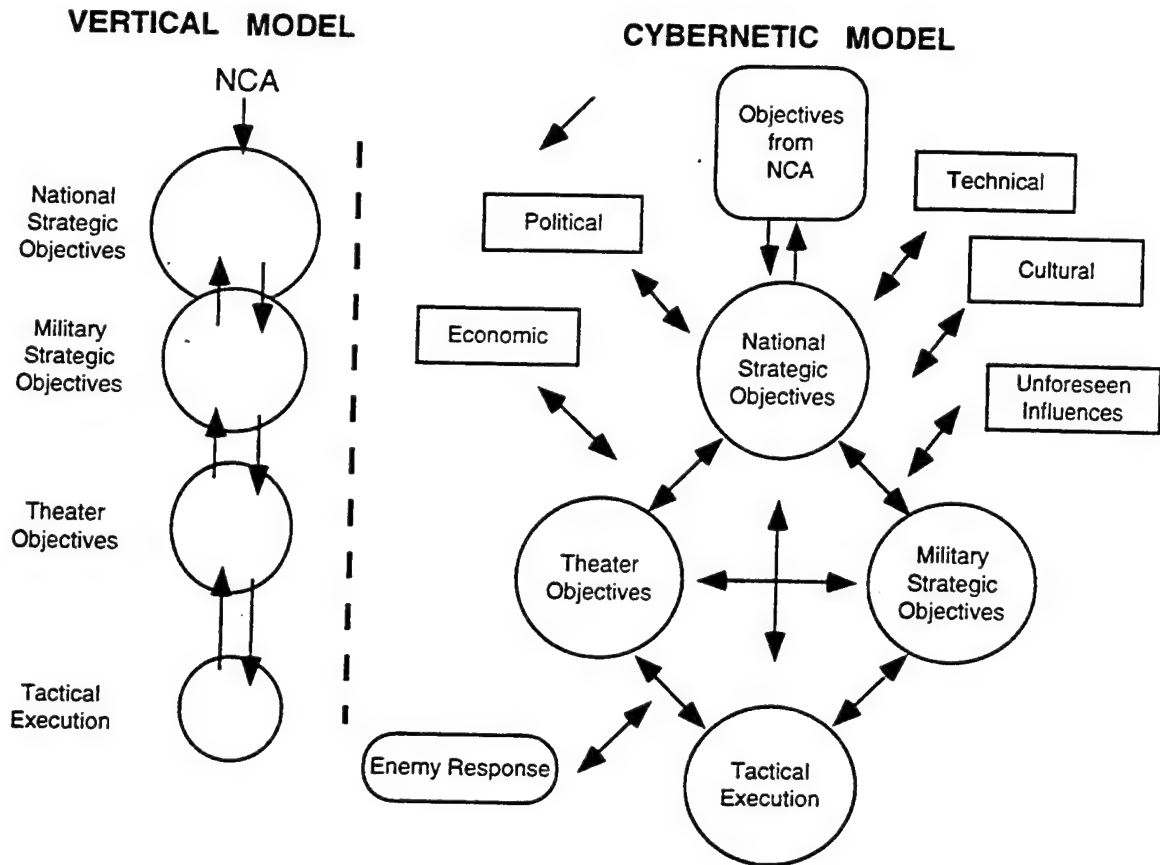 VERTICAL MODEL
NCA
National
Strategic
Objectives
Military
Strategic
Objectives
Theater
Objectives
Tactical
Execution
CYBERNETIC MODEL
Objectives
from
NCA
Political
Technical
Cultural
Economic
National
Strategic
Objectives
Unforeseen
Influences
Theater
Objectives
Military
Strategic
Objectives
Enemy Response
Tactical
Execution